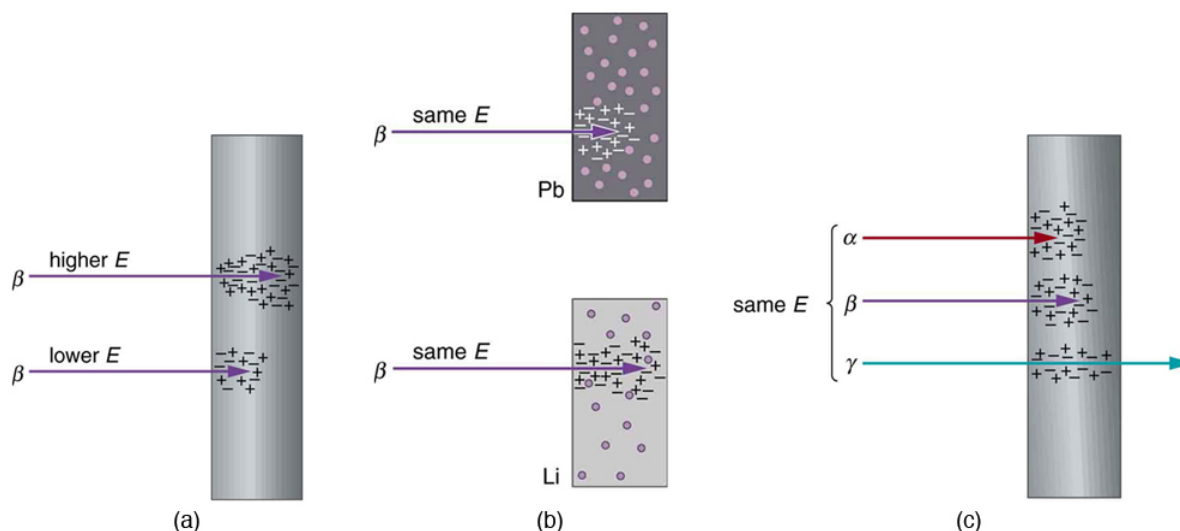 β higher E
β lower E
(a)
β same E
Pb
β same E
Li
(b)
same E
α
β
γ
(c)